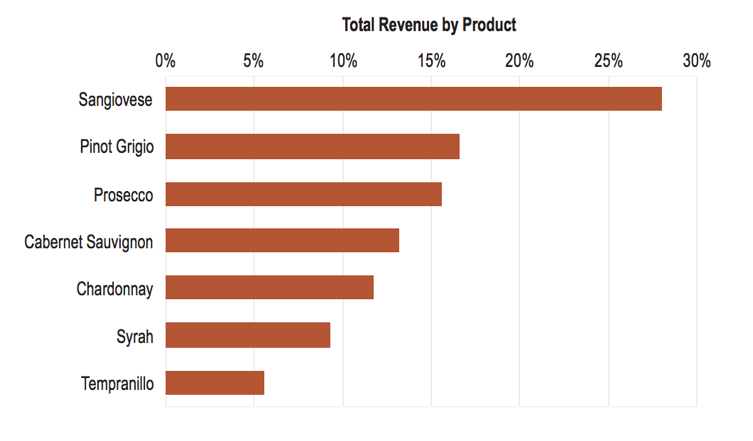 Total Revenue by Product
0% 5% 10% 15% 20% 25% 30%
Sangiovese
Pinot Grigio
Prosecco
Cabernet Sauvignon
Chardonnay
Syrah
Tempranillo